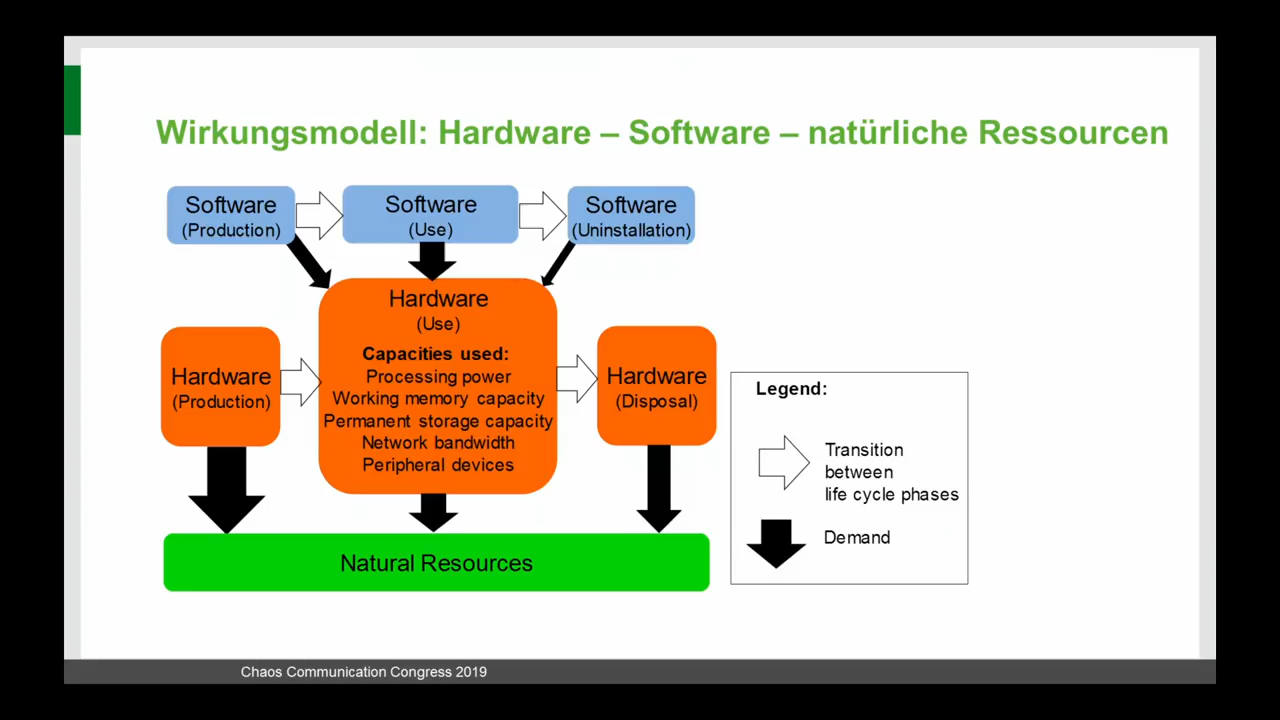 Wirkungsmodell: Hardware – Software – natürliche Ressourcen
Software
(Production)
Software
(Use)
Software
(Uninstallation)
Hardware
(Production)
Hardware
(Use)
Capacities used:
Processing power
Working memory capacity
Permanent storage capacity
Network bandwidth
Peripheral devices
Hardware
(Disposal)
Natural Resources
Legend:
Transition
between
life cycle phases
Demand
Chaos Communication Congress 2019